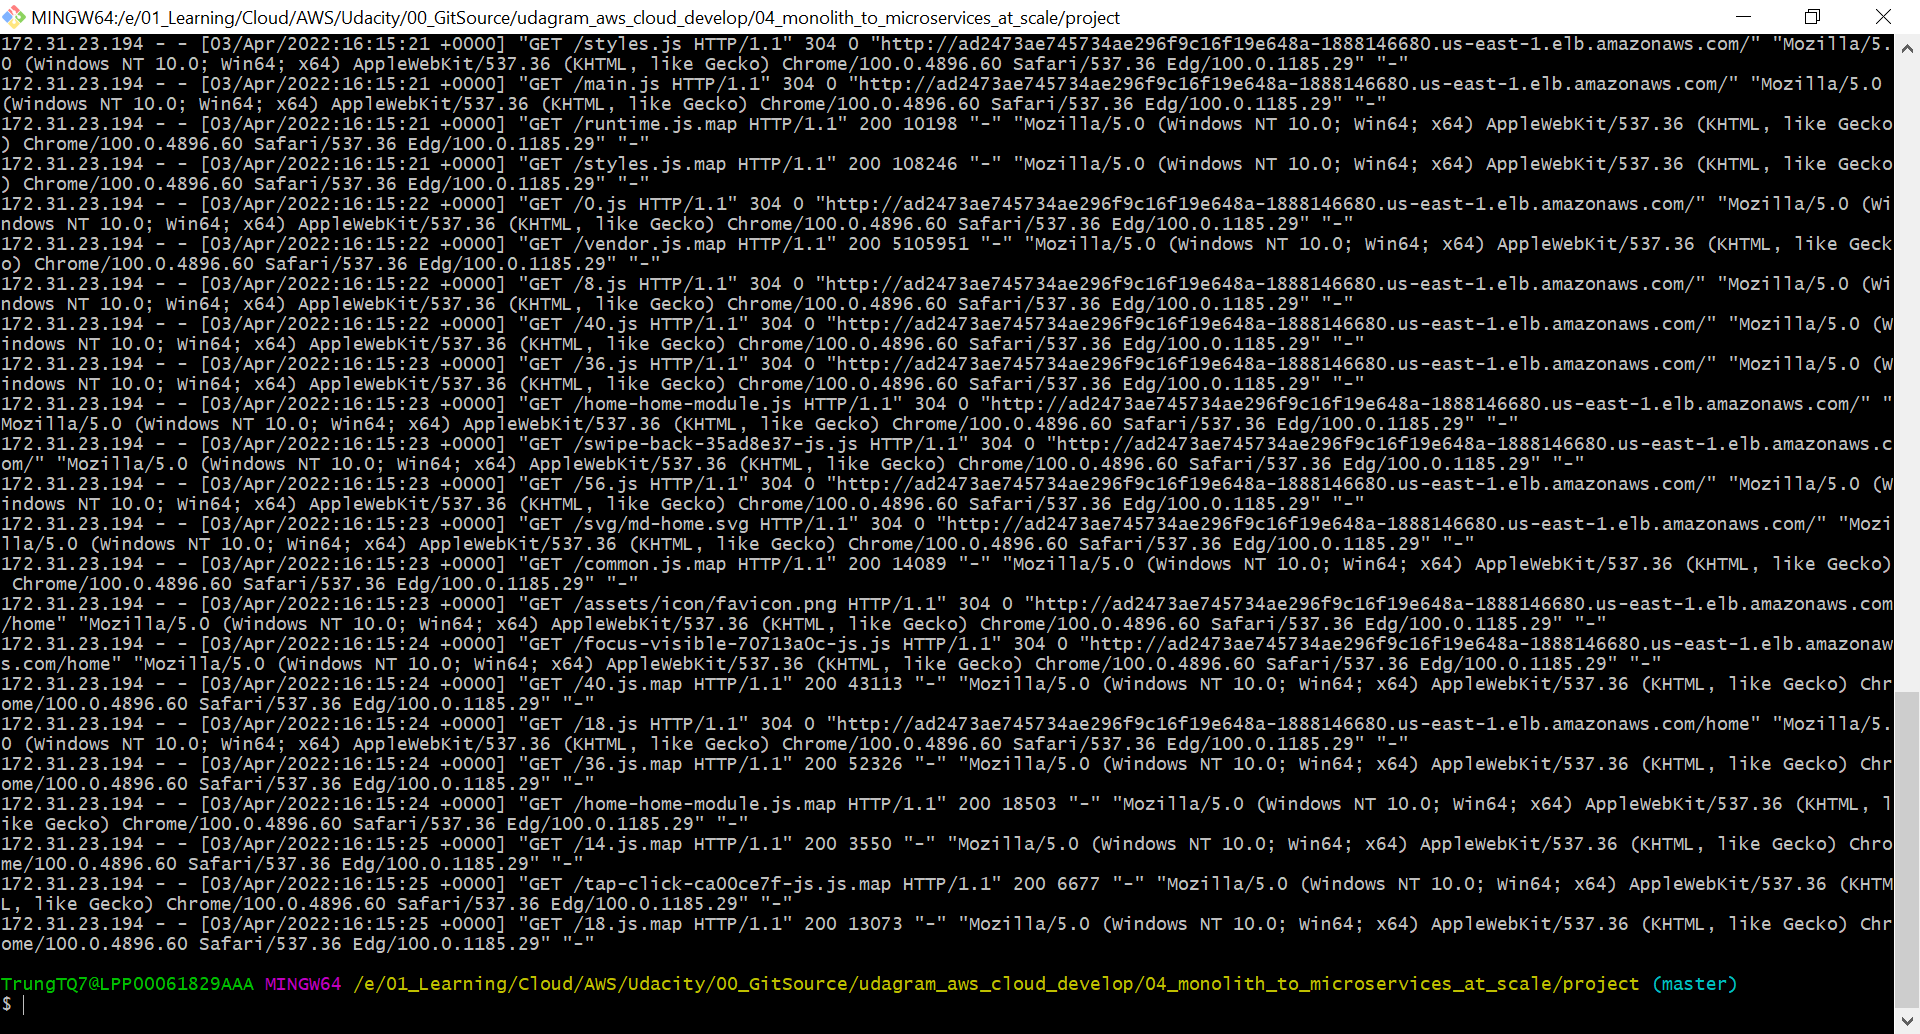 MINGW64:/e/01_Learning/Cloud/AWS/Udacity/00_GitSource/udagram_aws_cloud_develop/04_monolith_to_microservices_at_scale/project
172.31.23.194 - - [03/Apr/2022:16:15:21 +0000] "GET /styles.js HTTP/1.1" 304 0 "http://ad2473ae745734ae296f9c16f19e648a-1888146680.us-east-1.elb.amazonaws.com/" "Mozilla/5.
0 (Windows NT 10.0; Win64; x64) AppleWebKit/537.36 (KHTML, like Gecko) Chrome/100.0.4896.60 Safari/537.36 Edg/100.0.1185.29" "-"
172.31.23.194 - - [03/Apr/2022:16:15:21 +0000] "GET /main.js HTTP/1.1" 304 0 "http://ad2473ae745734ae296f9c16f19e648a-1888146680.us-east-1.elb.amazonaws.com/" "Mozilla/5.0
(Windows NT 10.0; Win64; x64) AppleWebKit/537.36 (KHTML, like Gecko) Chrome/100.0.4896.60 Safari/537.36 Edg/100.0.1185.29" "-"
172.31.23.194 - - [03/Apr/2022:16:15:21 +0000] "GET /runtime.js.map HTTP/1.1" 200 10198 "-" "Mozilla/5.0 (Windows NT 10.0; Win64; x64) AppleWebKit/537.36 (KHTML, like Gecko
) Chrome/100.0.4896.60 Safari/537.36 Edg/100.0.1185.29" "-"
172.31.23.194 - - [03/Apr/2022:16:15:21 +0000] "GET /styles.js.map HTTP/1.1" 200 108246 "-" "Mozilla/5.0 (Windows NT 10.0; Win64; x64) AppleWebKit/537.36 (KHTML, like Gecko
) Chrome/100.0.4896.60 Safari/537.36 Edg/100.0.1185.29" "-"
172.31.23.194 - - [03/Apr/2022:16:15:22 +0000] "GET /0.js HTTP/1.1" 304 0 "http://ad2473ae745734ae296f9c16f19e648a-1888146680.us-east-1.elb.amazonaws.com/" "Mozilla/5.0 (Wi
ndows NT 10.0; Win64; x64) AppleWebKit/537.36 (KHTML, like Gecko) Chrome/100.0.4896.60 Safari/537.36 Edg/100.0.1185.29" "-"
172.31.23.194 - - [03/Apr/2022:16:15:22 +0000] "GET /vendor.js.map HTTP/1.1" 200 5105951 "-" "Mozilla/5.0 (Windows NT 10.0; Win64; x64) AppleWebKit/537.36 (KHTML, like Geck
o) Chrome/100.0.4896.60 Safari/537.36 Edg/100.0.1185.29" "-"
172.31.23.194 - - [03/Apr/2022:16:15:22 +0000] "GET /8.js HTTP/1.1" 304 0 "http://ad2473ae745734ae296f9c16f19e648a-1888146680.us-east-1.elb.amazonaws.com/" "Mozilla/5.0 (Wi
ndows NT 10.0; Win64; x64) AppleWebKit/537.36 (KHTML, like Gecko) Chrome/100.0.4896.60 Safari/537.36 Edg/100.0.1185.29" "-"
172.31.23.194 - - [03/Apr/2022:16:15:22 +0000] "GET /40.js HTTP/1.1" 304 0 "http://ad2473ae745734ae296f9c16f19e648a-1888146680.us-east-1.elb.amazonaws.com/" "Mozilla/5.0 (W
indows NT 10.0; Win64; x64) AppleWebKit/537.36 (KHTML, like Gecko) Chrome/100.0.4896.60 Safari/537.36 Edg/100.0.1185.29" "-"
172.31.23.194 - - [03/Apr/2022:16:15:23 +0000] "GET /36.js HTTP/1.1" 304 0 "http://ad2473ae745734ae296f9c16f19e648a-1888146680.us-east-1.elb.amazonaws.com/" "Mozilla/5.0 (W
indows NT 10.0; Win64; x64) AppleWebKit/537.36 (KHTML, like Gecko) Chrome/100.0.4896.60 Safari/537.36 Edg/100.0.1185.29" "-"
172.31.23.194 - - [03/Apr/2022:16:15:23 +0000] "GET /home-home-module.js HTTP/1.1" 304 0 "http://ad2473ae745734ae296f9c16f19e648a-1888146680.us-east-1.elb.amazonaws.com/" "
Mozilla/5.0 (Windows NT 10.0; Win64; x64) AppleWebKit/537.36 (KHTML, like Gecko) Chrome/100.0.4896.60 Safari/537.36 Edg/100.0.1185.29" "-"
172.31.23.194 - - [03/Apr/2022:16:15:23 +0000] "GET /swipe-back-35ad8e37-js.js HTTP/1.1" 304 0 "http://ad2473ae745734ae296f9c16f19e648a-1888146680.us-east-1.elb.amazonaws.c
om/" "Mozilla/5.0 (Windows NT 10.0; Win64; x64) AppleWebKit/537.36 (KHTML, like Gecko) Chrome/100.0.4896.60 Safari/537.36 Edg/100.0.1185.29" "-"
172.31.23.194 - - [03/Apr/2022:16:15:23 +0000] "GET /56.js HTTP/1.1" 304 0 "http://ad2473ae745734ae296f9c16f19e648a-1888146680.us-east-1.elb.amazonaws.com/" "Mozilla/5.0 (W
indows NT 10.0; Win64; x64) AppleWebKit/537.36 (KHTML, like Gecko) Chrome/100.0.4896.60 Safari/537.36 Edg/100.0.1185.29" "-"
172.31.23.194 - - [03/Apr/2022:16:15:23 +0000] "GET /svg/md-home.svg HTTP/1.1" 304 0 "http://ad2473ae745734ae296f9c16f19e648a-1888146680.us-east-1.elb.amazonaws.com/" "Mozi
lla/5.0 (Windows NT 10.0; Win64; x64) AppleWebKit/537.36 (KHTML, like Gecko) Chrome/100.0.4896.60 Safari/537.36 Edg/100.0.1185.29" "-"
172.31.23.194 - - [03/Apr/2022:16:15:23 +0000] "GET /common.js.map HTTP/1.1" 200 14089 "-" "Mozilla/5.0 (Windows NT 10.0; Win64; x64) AppleWebKit/537.36 (KHTML, like Gecko)
 Chrome/100.0.4896.60 Safari/537.36 Edg/100.0.1185.29" "-"
172.31.23.194 - - [03/Apr/2022:16:15:23 +0000] "GET /assets/icon/favicon.png HTTP/1.1" 304 0 "http://ad2473ae745734ae296f9c16f19e648a-1888146680.us-east-1.elb.amazonaws.com
/home" "Mozilla/5.0 (Windows NT 10.0; Win64; x64) AppleWebKit/537.36 (KHTML, like Gecko) Chrome/100.0.4896.60 Safari/537.36 Edg/100.0.1185.29" "-"
172.31.23.194 - - [03/Apr/2022:16:15:24 +0000] "GET /focus-visible-70713a0c-js.js HTTP/1.1" 304 0 "http://ad2473ae745734ae296f9c16f19e648a-1888146680.us-east-1.elb.amazonaw
s.com/home" "Mozilla/5.0 (Windows NT 10.0; Win64; x64) AppleWebKit/537.36 (KHTML, like Gecko) Chrome/100.0.4896.60 Safari/537.36 Edg/100.0.1185.29" "-"
172.31.23.194 - - [03/Apr/2022:16:15:24 +0000] "GET /40.js.map HTTP/1.1" 200 43113 "-" "Mozilla/5.0 (Windows NT 10.0; Win64; x64) AppleWebKit/537.36 (KHTML, like Gecko) Chr
ome/100.0.4896.60 Safari/537.36 Edg/100.0.1185.29" "-"
172.31.23.194 - - [03/Apr/2022:16:15:24 +0000] "GET /18.js HTTP/1.1" 304 0 "http://ad2473ae745734ae296f9c16f19e648a-1888146680.us-east-1.elb.amazonaws.com/home" "Mozilla/5.
0 (Windows NT 10.0; Win64; x64) AppleWebKit/537.36 (KHTML, like Gecko) Chrome/100.0.4896.60 Safari/537.36 Edg/100.0.1185.29" "-"
172.31.23.194 - - [03/Apr/2022:16:15:24 +0000] "GET /36.js.map HTTP/1.1" 200 52326 "-" "Mozilla/5.0 (Windows NT 10.0; Win64; x64) AppleWebKit/537.36 (KHTML, like Gecko) Chr
ome/100.0.4896.60 Safari/537.36 Edg/100.0.1185.29" "-"
172.31.23.194 - - [03/Apr/2022:16:15:24 +0000] "GET /home-home-module.js.map HTTP/1.1" 200 18503 "-" "Mozilla/5.0 (Windows NT 10.0; Win64; x64) AppleWebKit/537.36 (KHTML, l
ike Gecko) Chrome/100.0.4896.60 Safari/537.36 Edg/100.0.1185.29" "-"
172.31.23.194 - - [03/Apr/2022:16:15:25 +0000] "GET /14.js.map HTTP/1.1" 200 3550 "-" "Mozilla/5.0 (Windows NT 10.0; Win64; x64) AppleWebKit/537.36 (KHTML, like Gecko) Chro
me/100.0.4896.60 Safari/537.36 Edg/100.0.1185.29" "-"
172.31.23.194 - - [03/Apr/2022:16:15:25 +0000] "GET /tap-click-ca00ce7f-js.js.map HTTP/1.1" 200 6677 "-" "Mozilla/5.0 (Windows NT 10.0; Win64; x64) AppleWebKit/537.36 (KHTM
L, like Gecko) Chrome/100.0.4896.60 Safari/537.36 Edg/100.0.1185.29" "-"
172.31.23.194 - - [03/Apr/2022:16:15:25 +0000] "GET /18.js.map HTTP/1.1" 200 13073 "-" "Mozilla/5.0 (Windows NT 10.0; Win64; x64) AppleWebKit/537.36 (KHTML, like Gecko) Chr
ome/100.0.4896.60 Safari/537.36 Edg/100.0.1185.29" "-"
TrungTQ7@LPP00061829AAA MINGW64 /e/01_Learning/Cloud/AWS/Udacity/00_GitSource/udagram_aws_cloud_develop/04_monolith_to_microservices_at_scale/project (master)
$